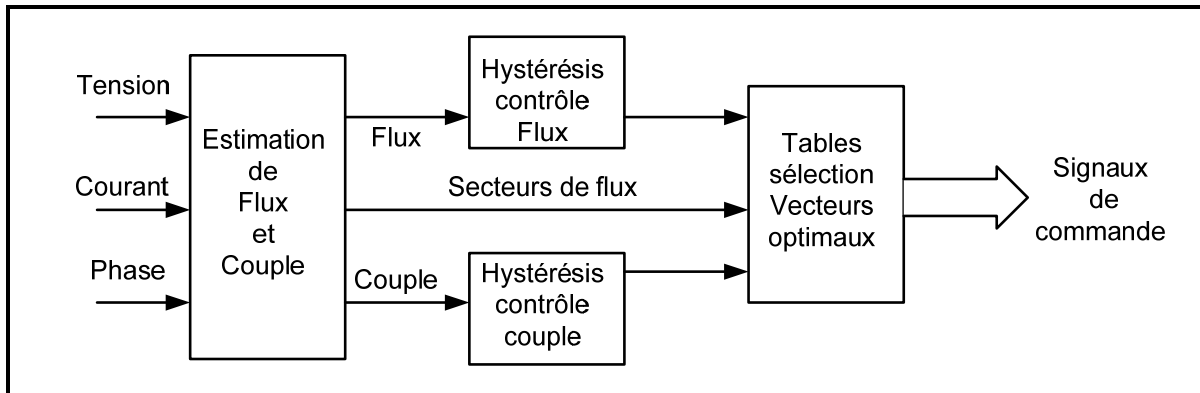 Tension
Courant
Phase
Estimation
de
Flux
et
Couple
Flux
Secteurs de flux
Couple
Hystérésis
contrôle
Flux
Hystérésis
contrôle
couple
Tables
sélection
Vecteurs
optimaux
Signaux
de
commande